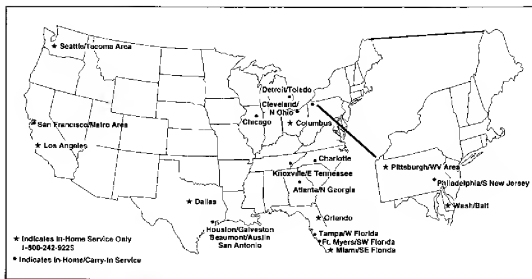 Seattle/Tacoma Area
Detroit/Toledo
Cleveland/
N Ohio
Chicago
Columbus
San Francisco/Metro Area
Los Angeles
Charlotte
Knoxville/E Tennessee
Atlanta/N Georgia
Pittsburgh/WV Area
Philadelphia/S New Jersey
Wash/Balt
Dallas
Orlando
Houston/Galveston
Beaumont/Austin
San Antonio
Tampa/W Florida
Ft. Myers/SW Florida
Miami/SE Florida
★ Indicates In-Home Service Only
1-800-242-9225
• Indicates In-Home/Carry-In Service